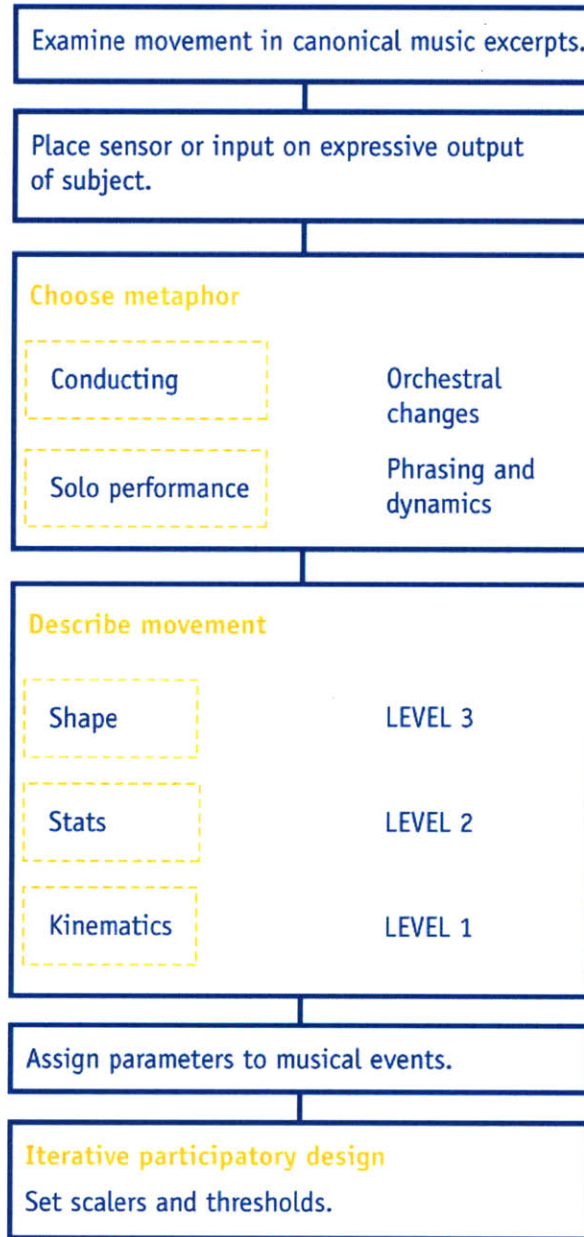 Examine movement in canonical music excerpts.
Place sensor or input on expressive output
of subject.
Choose metaphor
Conducting
Orchestral
changes
Solo performance
Phrasing and
dynamics
Describe movement
Shape
LEVEL 3
Stats
LEVEL 2
Kinematics
LEVEL 1
Assign parameters to musical events.
Iterative participatory design
Set scalers and thresholds.